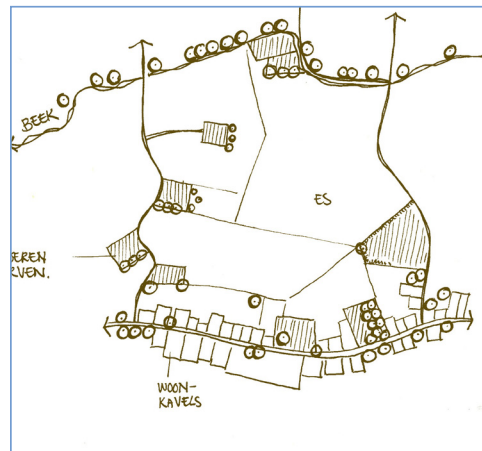 BEEK
ES
EREN
RVEN.
WOON-
KAVELS